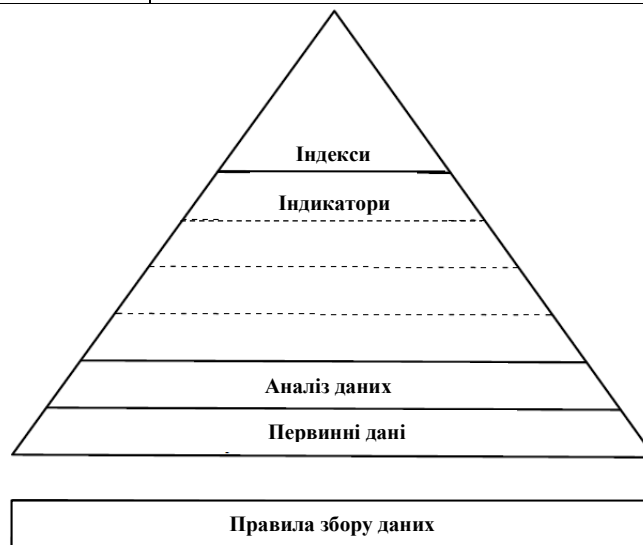 Індекси
Індикатори
Аналіз даних
Первинні дані
Правила збору даних